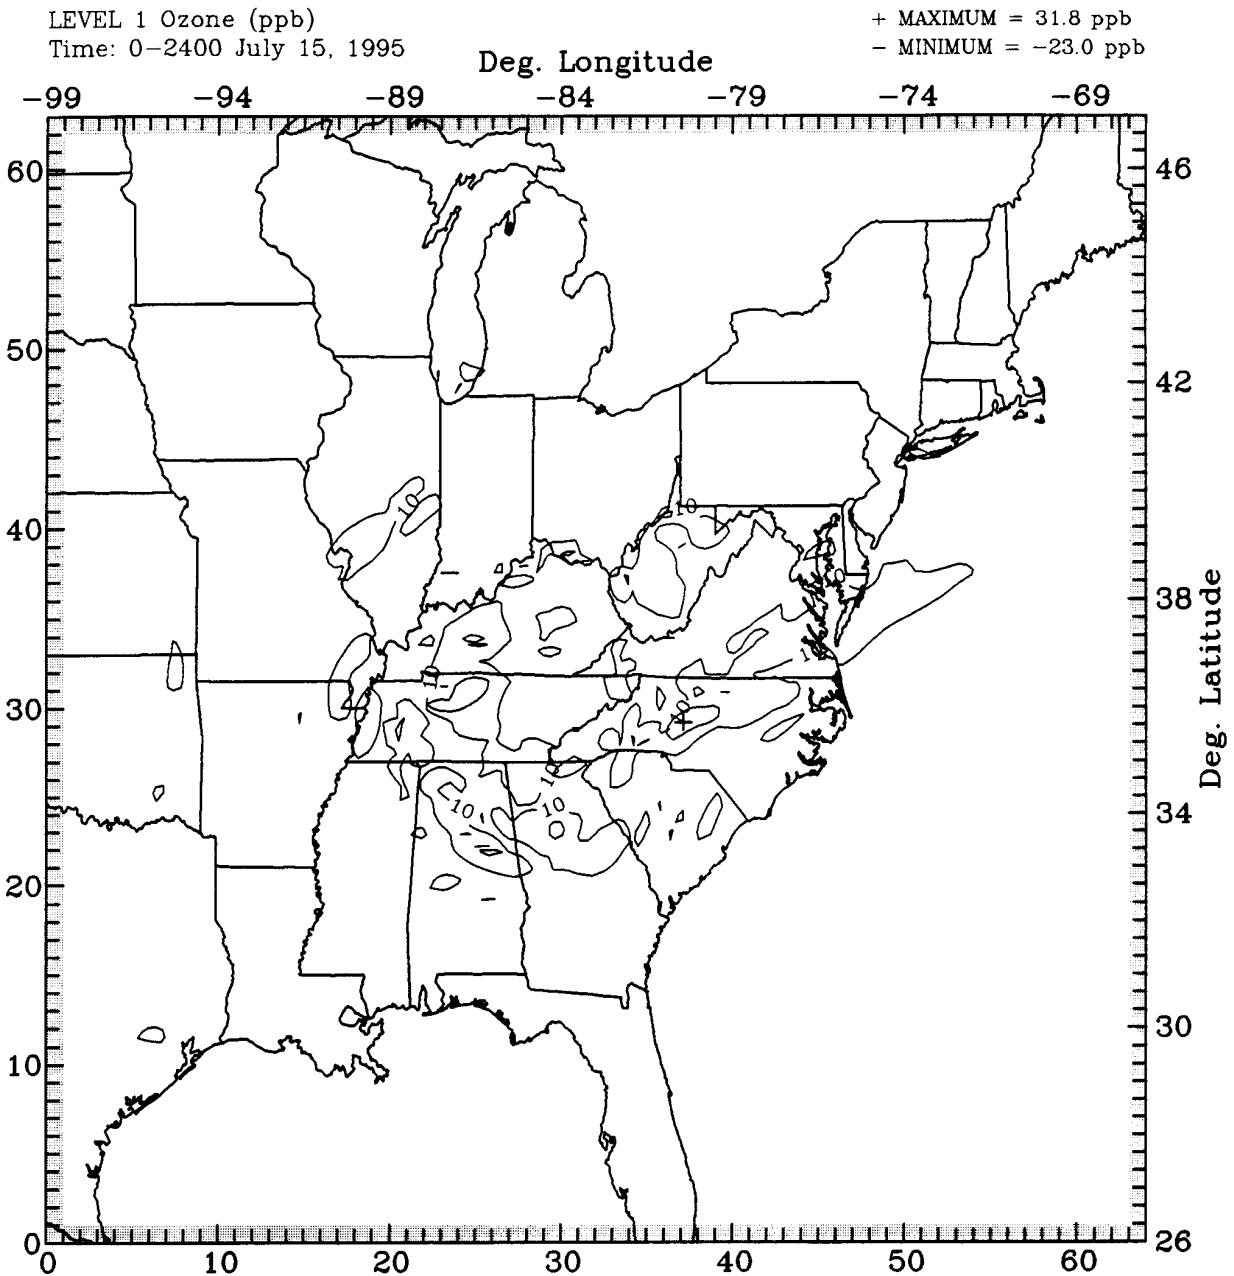 LEVEL 1 Ozone (ppb)
Time: 0−2400 July 15, 1995
+ MAXIMUM = 31.8 ppb
− MINIMUM = −23.0 ppb
Deg. Longitude
−99 −94 −89 −84 −79 −74 −69
60
50
40
30
20
10
0
46
42
38
34
30
26
Deg. Latitude
10
10
10
10
0 10 20 30 40 50 60